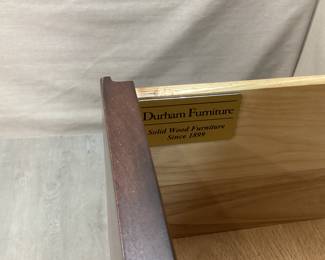 Durham Furniture
Solid Wood Furniture
Since 1899